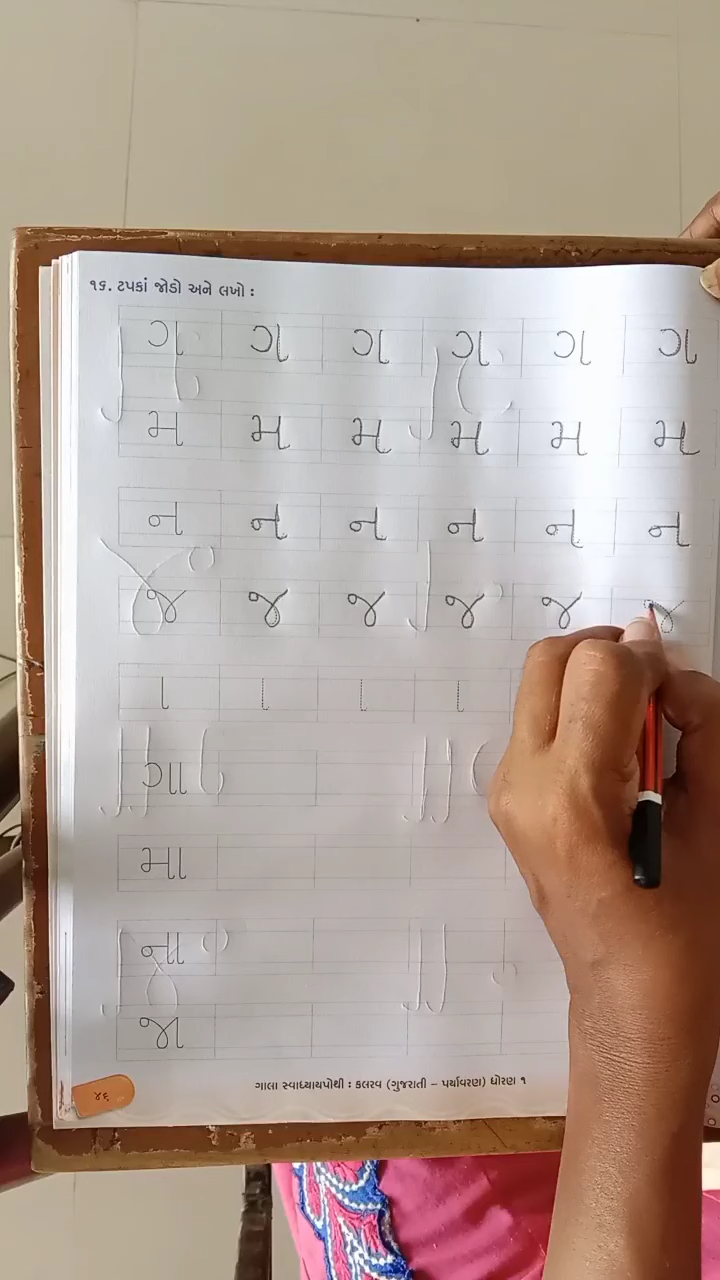 ૧૬. ટપકાં જોડો અને લખો :
ગ ગ ગ ગ ગ ગ
મ મ મ મ મ મ
ન ન ન ન ન ન
જ જ જ જ જ જ
ા ા ા ા
ગા
મા
ના
જા
૪૬
ગાલા સ્વાધ્યાયપોથી : કલરવ (ગુજરાતી – પર્યાવરણ) ધોરણ ૧